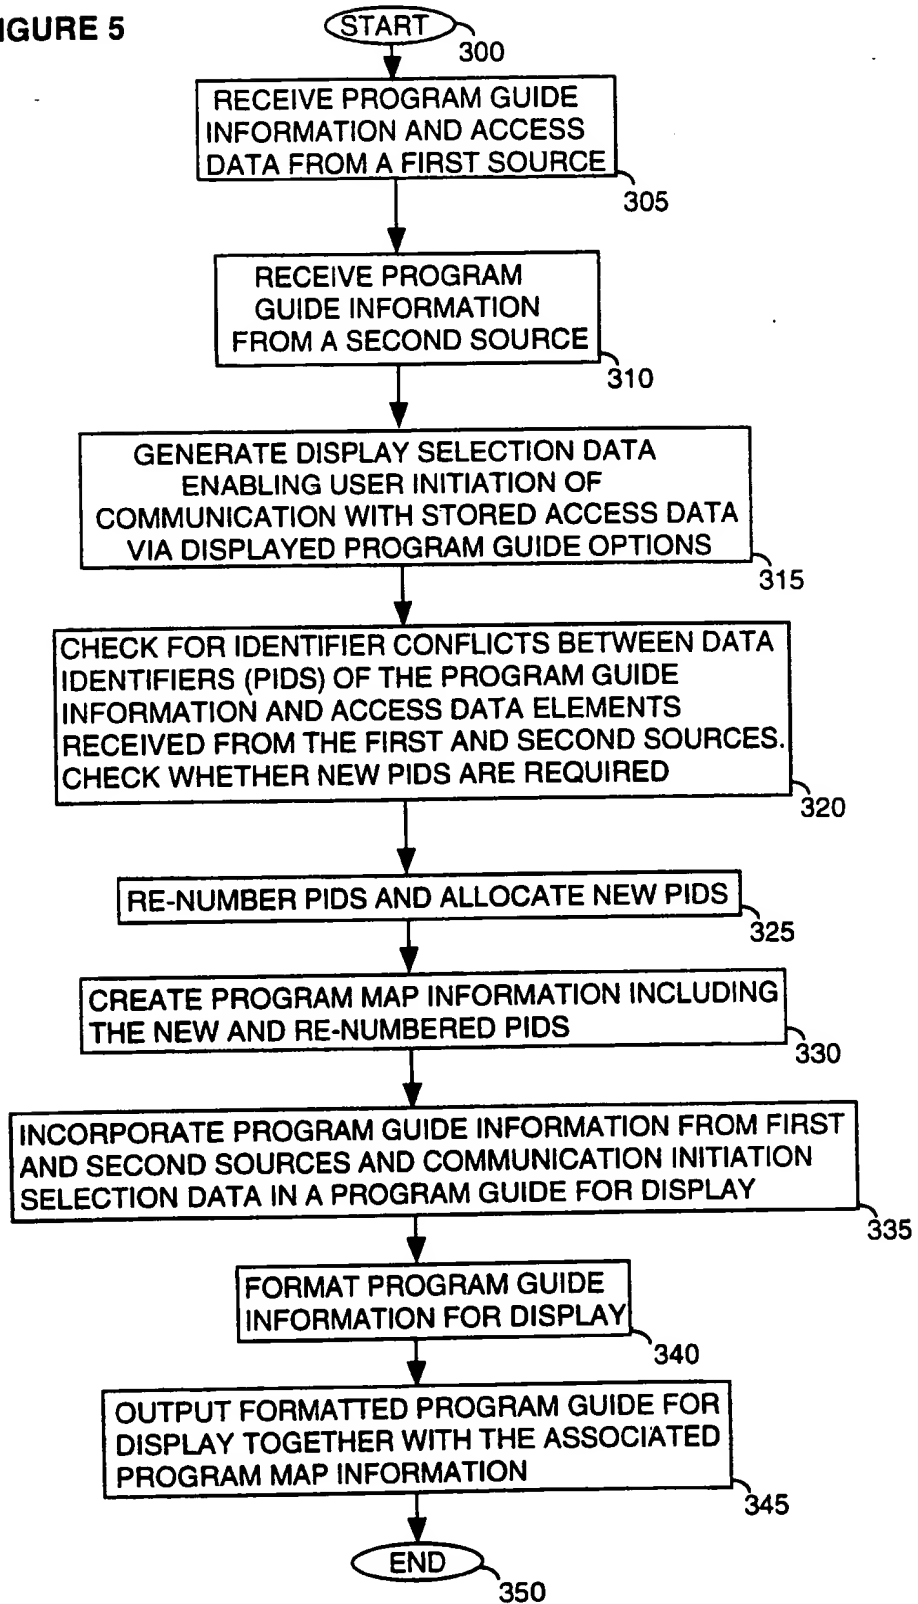 IGURE 5
START
300
RECEIVE PROGRAM GUIDE
INFORMATION AND ACCESS
DATA FROM A FIRST SOURCE
305
RECEIVE PROGRAM
GUIDE INFORMATION
FROM A SECOND SOURCE
310
GENERATE DISPLAY SELECTION DATA
ENABLING USER INITIATION OF
COMMUNICATION WITH STORED ACCESS DATA
VIA DISPLAYED PROGRAM GUIDE OPTIONS
315
CHECK FOR IDENTIFIER CONFLICTS BETWEEN DATA
IDENTIFIERS (PIDS) OF THE PROGRAM GUIDE
INFORMATION AND ACCESS DATA ELEMENTS
RECEIVED FROM THE FIRST AND SECOND SOURCES.
CHECK WHETHER NEW PIDS ARE REQUIRED
320
RE-NUMBER PIDS AND ALLOCATE NEW PIDS
325
CREATE PROGRAM MAP INFORMATION INCLUDING
THE NEW AND RE-NUMBERED PIDS
330
INCORPORATE PROGRAM GUIDE INFORMATION FROM FIRST
AND SECOND SOURCES AND COMMUNICATION INITIATION
SELECTION DATA IN A PROGRAM GUIDE FOR DISPLAY
335
FORMAT PROGRAM GUIDE
INFORMATION FOR DISPLAY
340
OUTPUT FORMATTED PROGRAM GUIDE FOR
DISPLAY TOGETHER WITH THE ASSOCIATED
PROGRAM MAP INFORMATION
345
END
350